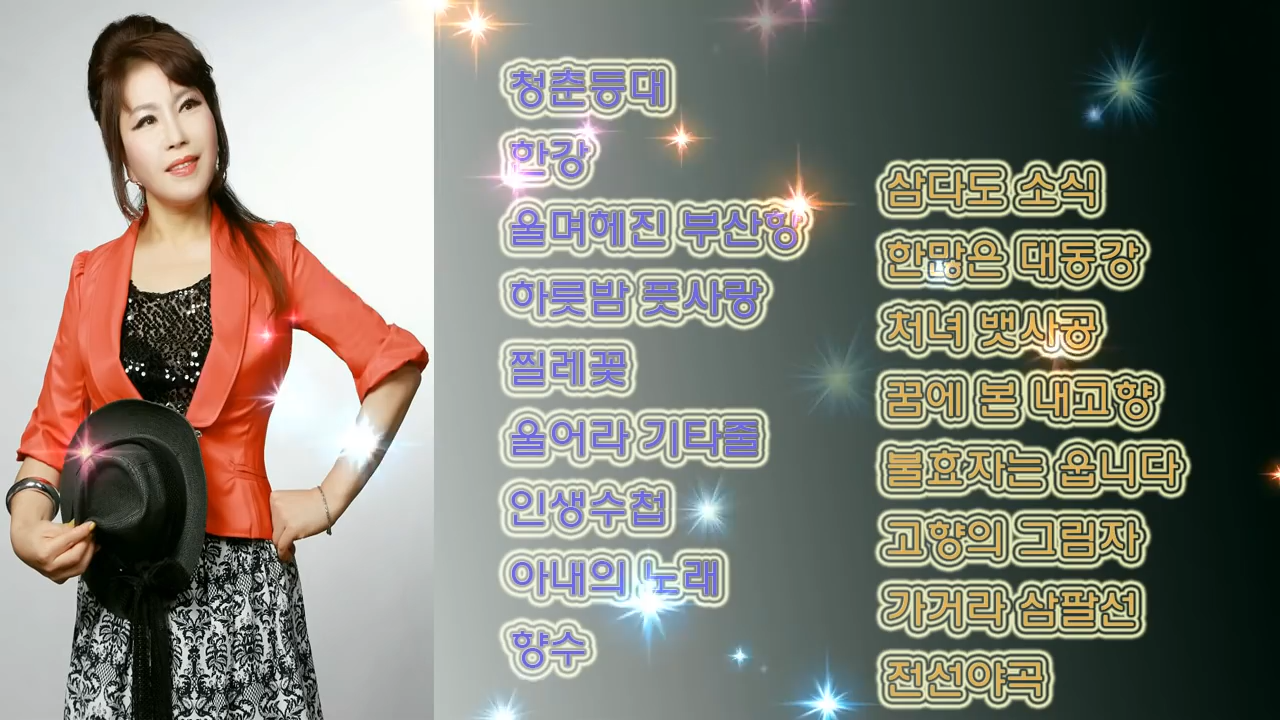 청춘등대
한강
울며헤진 부산항
하룻밤 풋사랑
찔레꽃
울어라 기타줄
인생수첩
아내의 노래
향수
삼다도 소식
한많은 대동강
처녀 뱃사공
꿈에 본 내고향
불효자는 웁니다
고향의 그림자
가거라 삼팔선
전선야곡